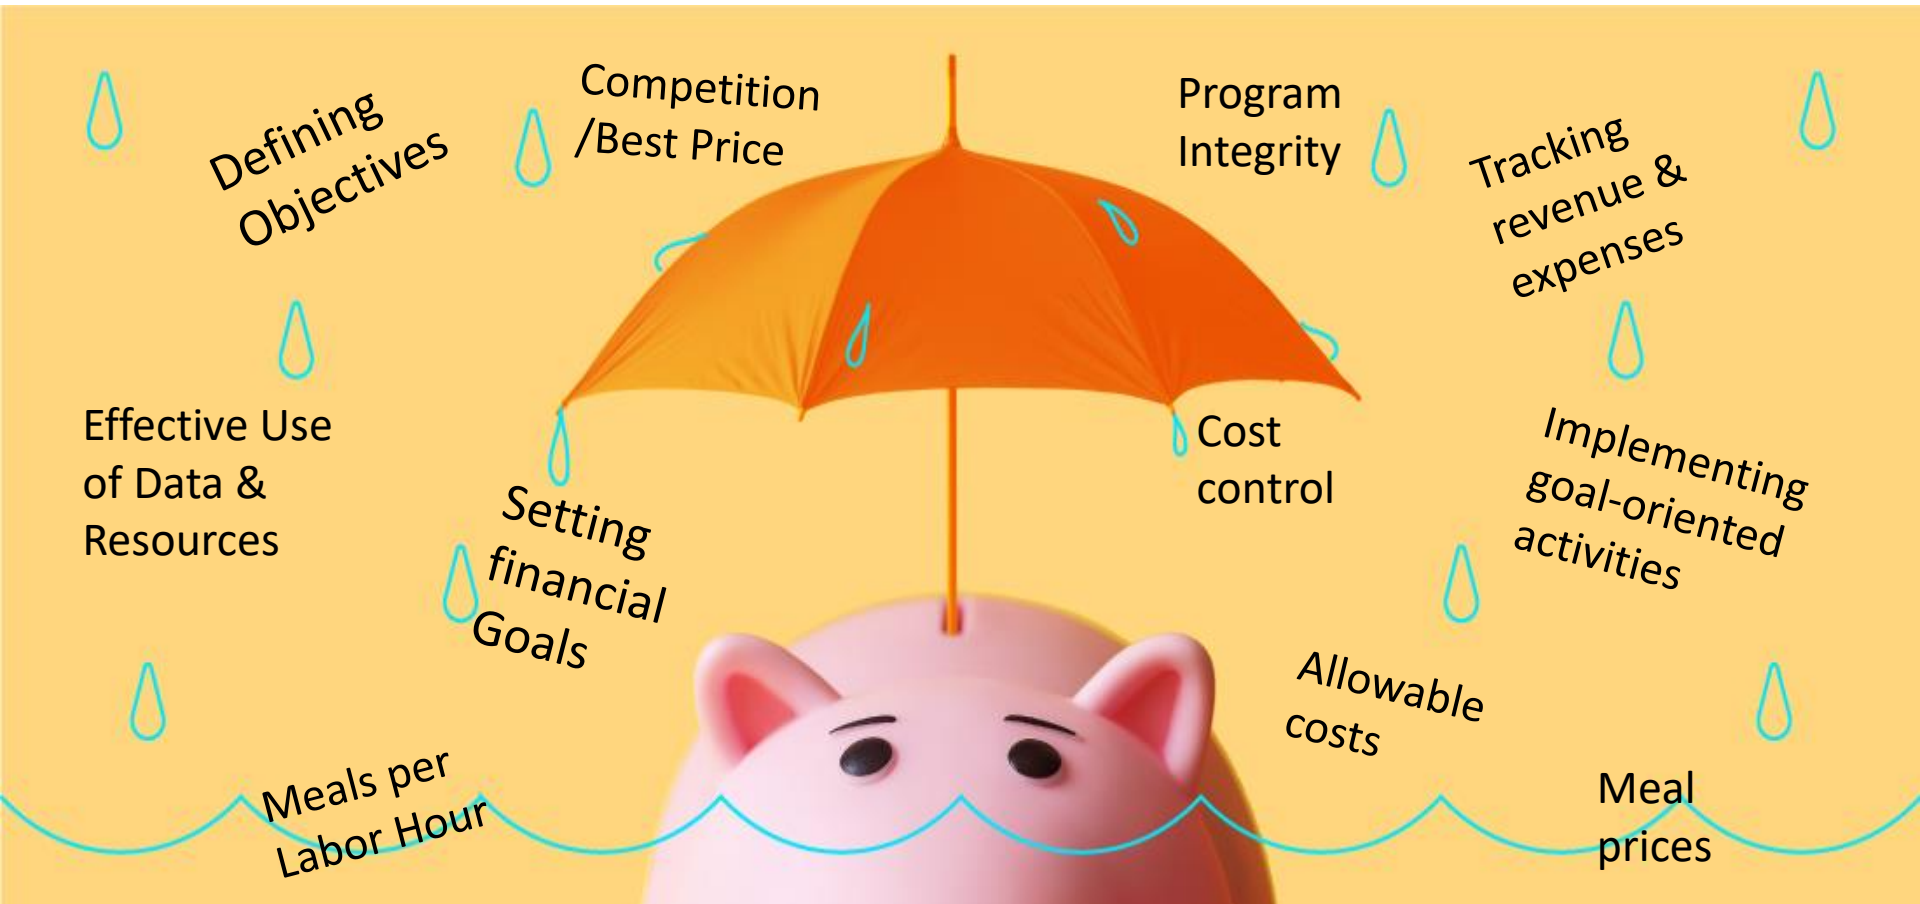 Defining
Objectives
Competition
/Best Price
Program
Integrity
Tracking
revenue &
expenses
Effective Use
of Data &
Resources
Setting
financial
Goals
Cost
control
Implementing
goal-oriented
activities
Allowable
costs
Meals per
Labor Hour
Meal
prices